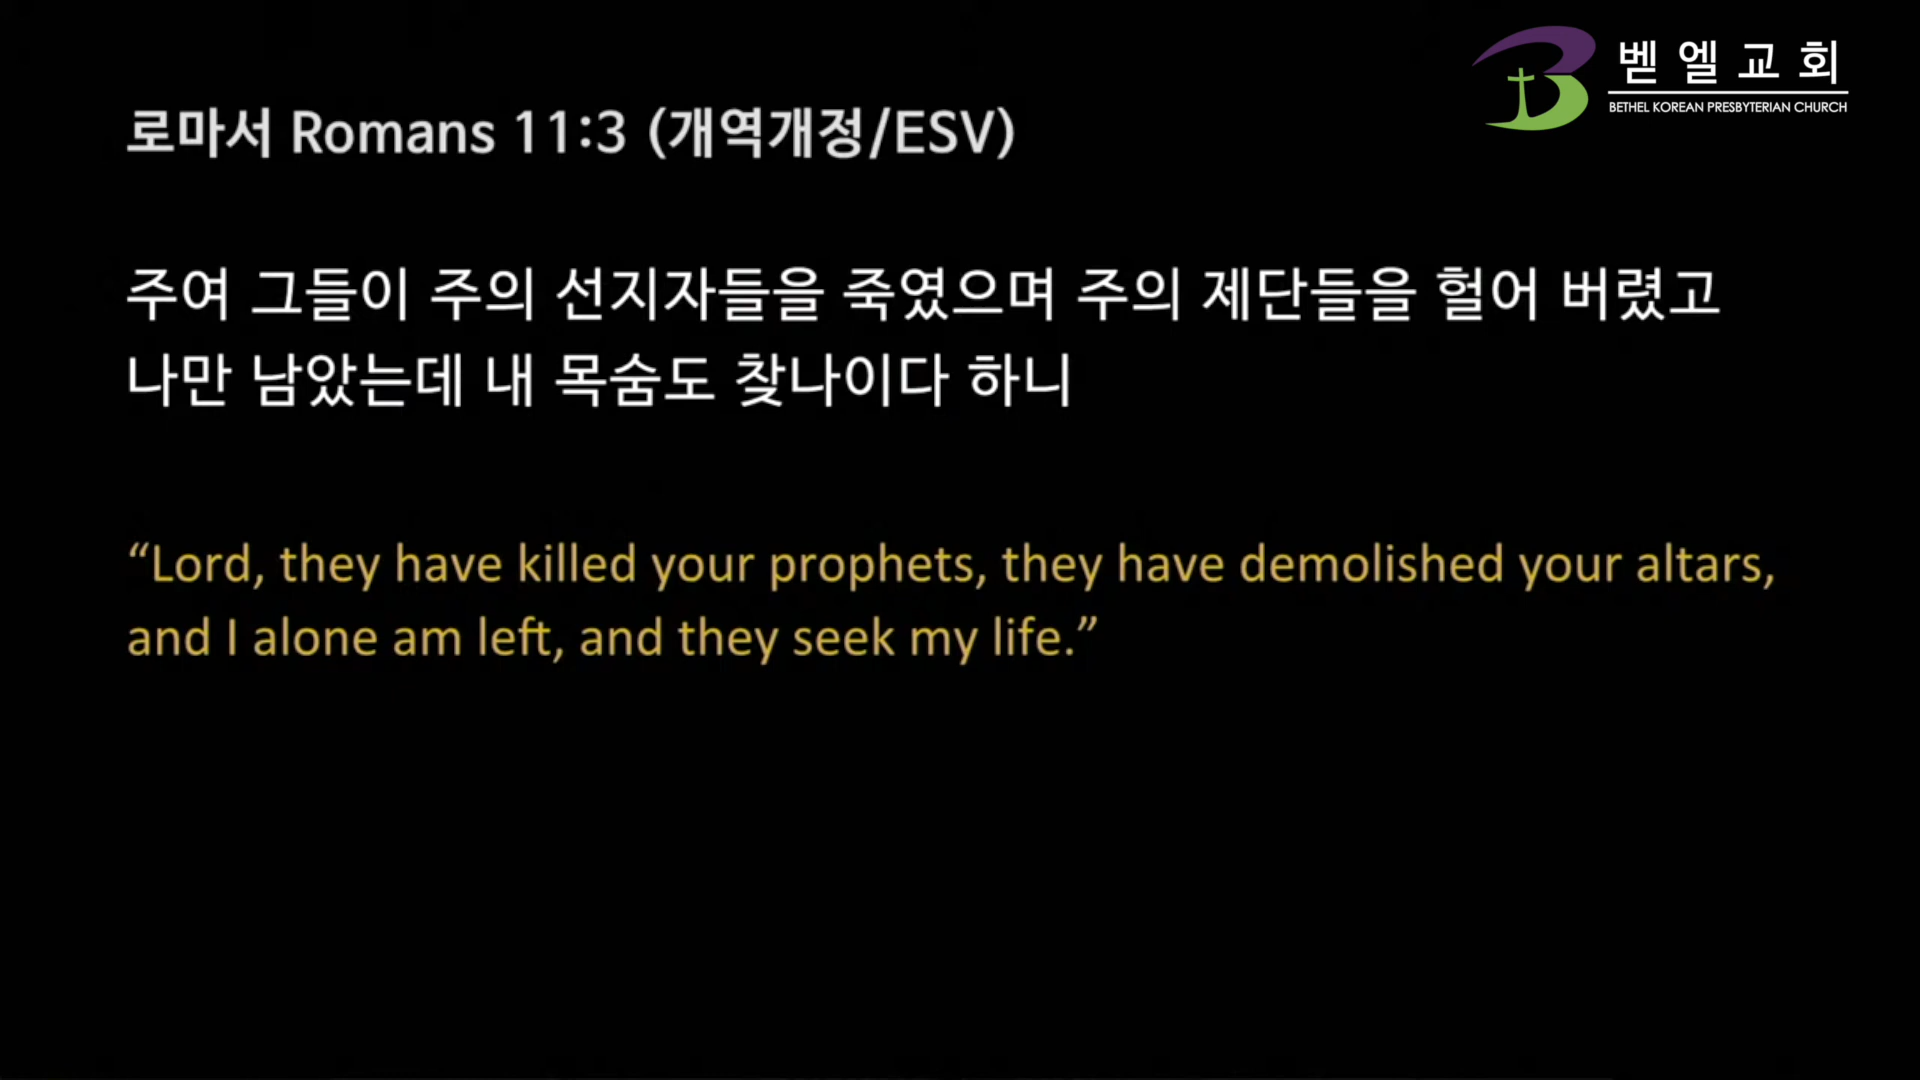 벧엘교회
BETHEL KOREAN PRESBYTERIAN CHURCH
로마서 Romans 11:3 (개역개정/ESV)
주여 그들이 주의 선지자들을 죽였으며 주의 제단들을 헐어 버렸고
나만 남았는데 내 목숨도 찾나이다 하니
“Lord, they have killed your prophets, they have demolished your altars,
and I alone am left, and they seek my life.”